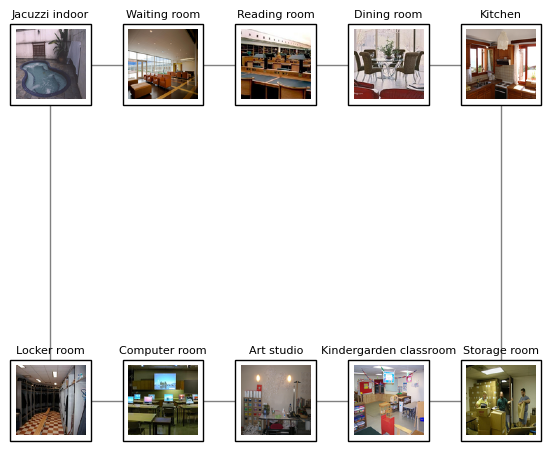 Jacuzzi indoor
Waiting room
Reading room
Dining room
Kitchen
Locker room
Computer room
Art studio
Kindergarden classroom
Storage room